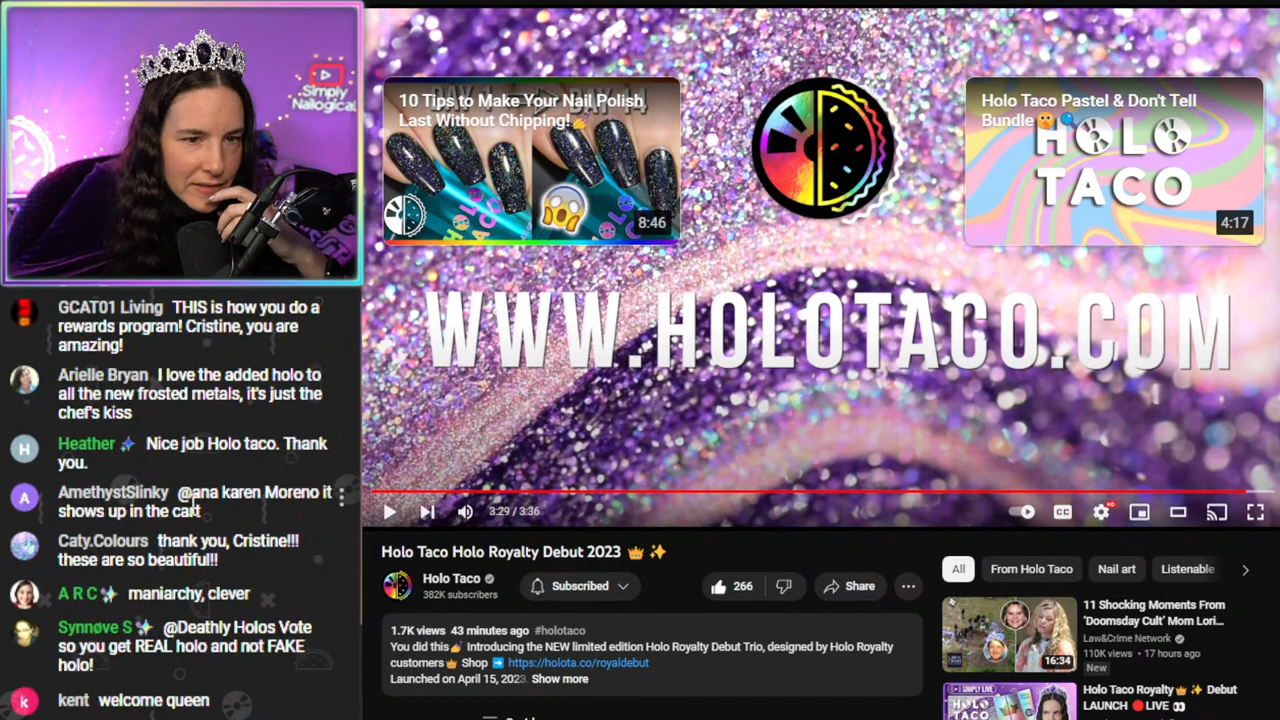 Simply
Nailogical
GCAT01 Living THIS is how you do a
rewards program! Cristine, you are
amazing!
Arielle Bryan I love the added holo to
all the new frosted metals, it's just the
chef's kiss
H
Heather Nice job Holo taco. Thank
you.
A
AmethystSlinky @ana karen Moreno it
shows up in the cart
Caty.Colours thank you, Cristine!!!
these are so beautiful!!
A R C maniarchy, clever
Synnøve S @Deathly Holos Vote
so you get REAL holo and not FAKE
holo!
k
kent welcome queen
10 Tips to Make Your Nail Polish
Last Without Chipping!
DAY 14
HOLO
TACO
8:46
Holo Taco Pastel & Don't Tell
Bundle
HOLO
TACO
4:17
WWW.HOLOTACO.COM
3:29 / 3:36
CC
HD
Holo Taco Holo Royalty Debut 2023
Holo Taco
382K subscribers
Subscribed
266
Share
1.7K views 43 minutes ago #holotaco
You did this Introducing the NEW limited edition Holo Royalty Debut Trio, designed by Holo Royalty
customers Shop https://holota.co/royaldebut
Launched on April 15, 2023. Show more
All
From Holo Taco
Nail art
Listenable
11 Shocking Moments From
'Doomsday Cult' Mom Lori...
Law&Crime Network
110K views • 17 hours ago
New
16:34
SIMPLY LIVE
HOLO
Holo Taco Royalty Debut
LAUNCH LIVE